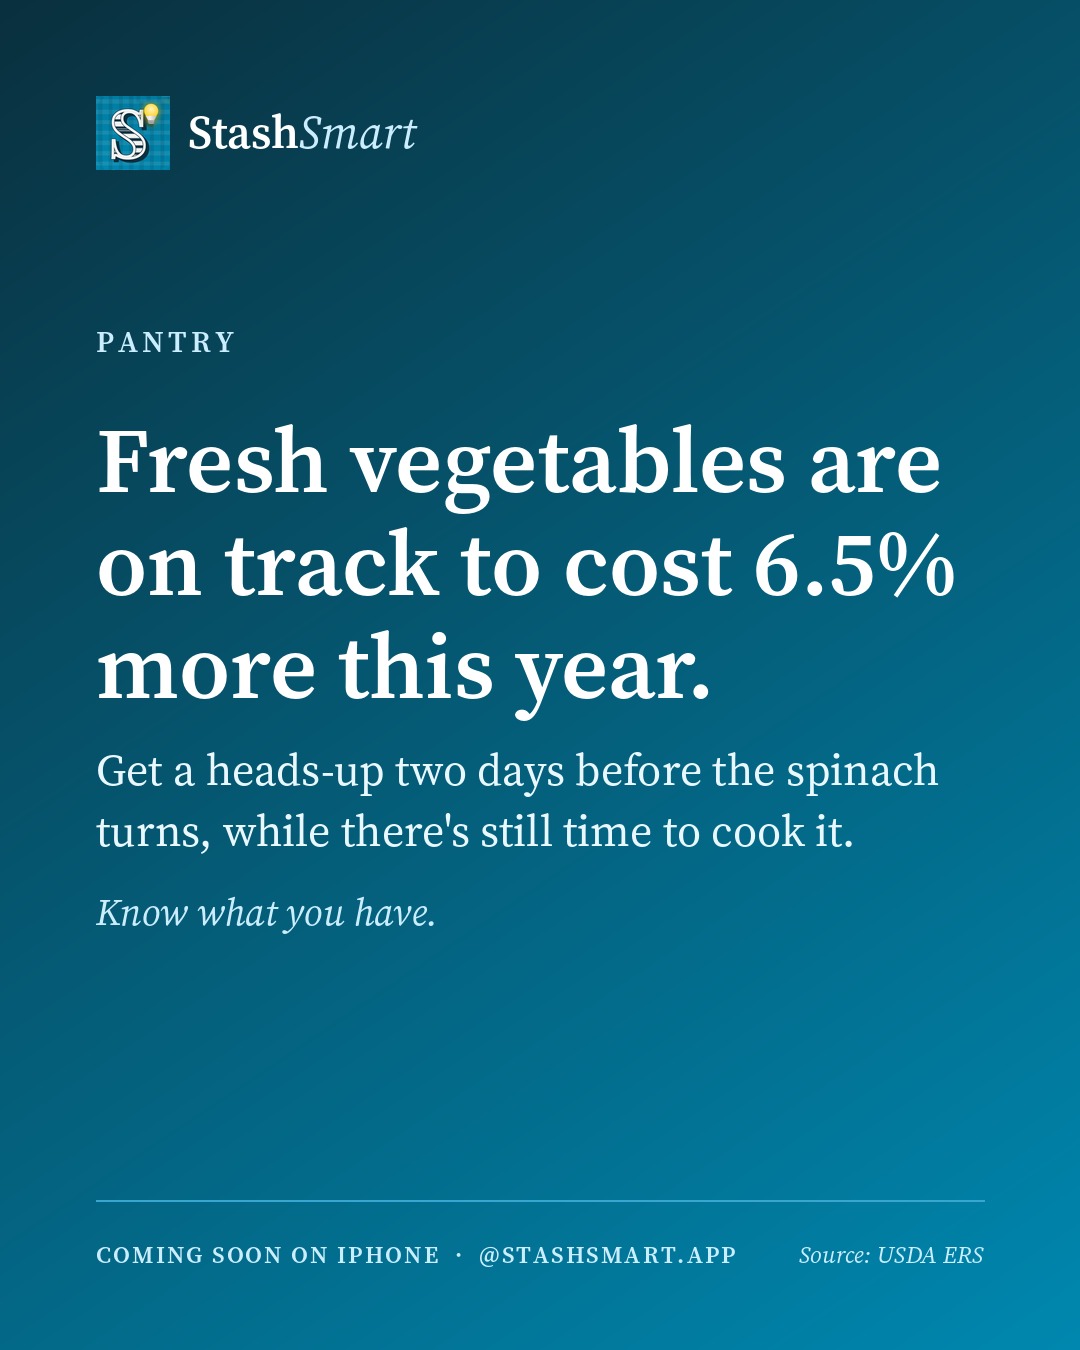 S
StashSmart
PANTRY
Fresh vegetables are
on track to cost 6.5%
more this year.
Get a heads-up two days before the spinach
turns, while there's still time to cook it.
Know what you have.
COMING SOON ON IPHONE · @STASHSMART.APP
Source: USDA ERS